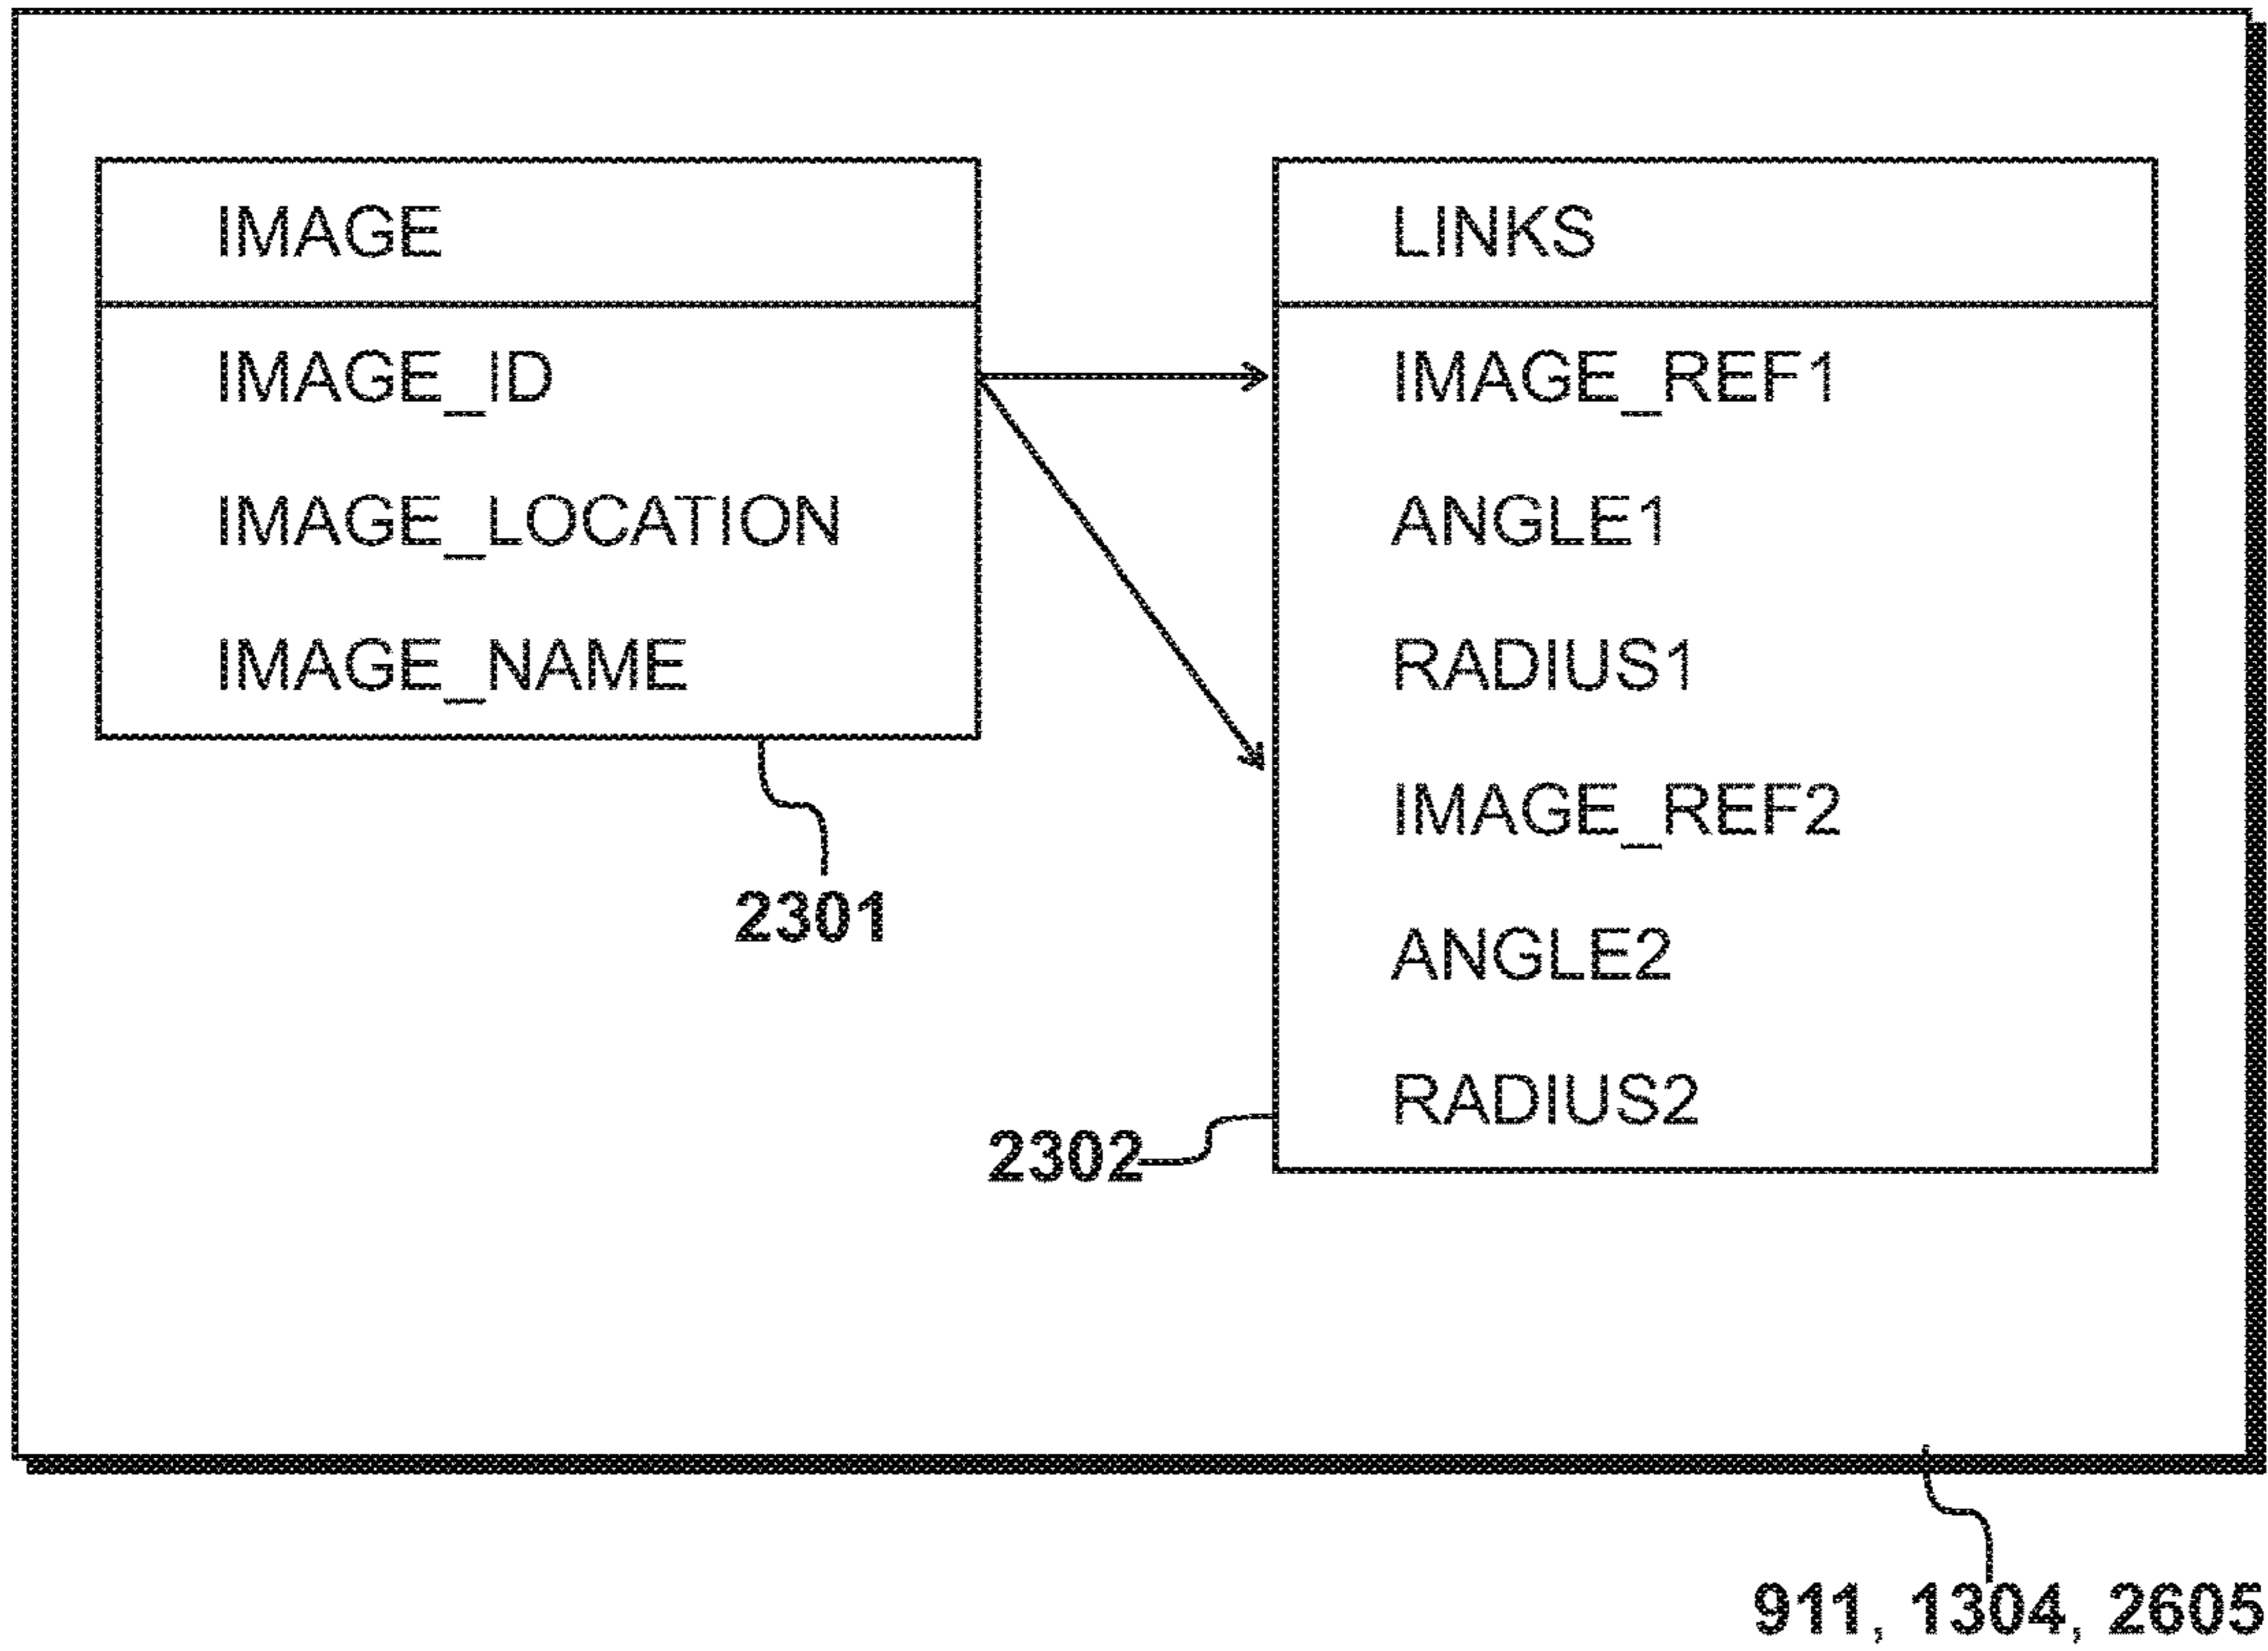 IMAGE
IMAGE_ID
IMAGE_LOCATION
IMAGE_NAME
2301
LINKS
IMAGE_REF1
ANGLE1
RADIUS1
IMAGE_REF2
ANGLE2
RADIUS2
2302
911, 1304, 2605